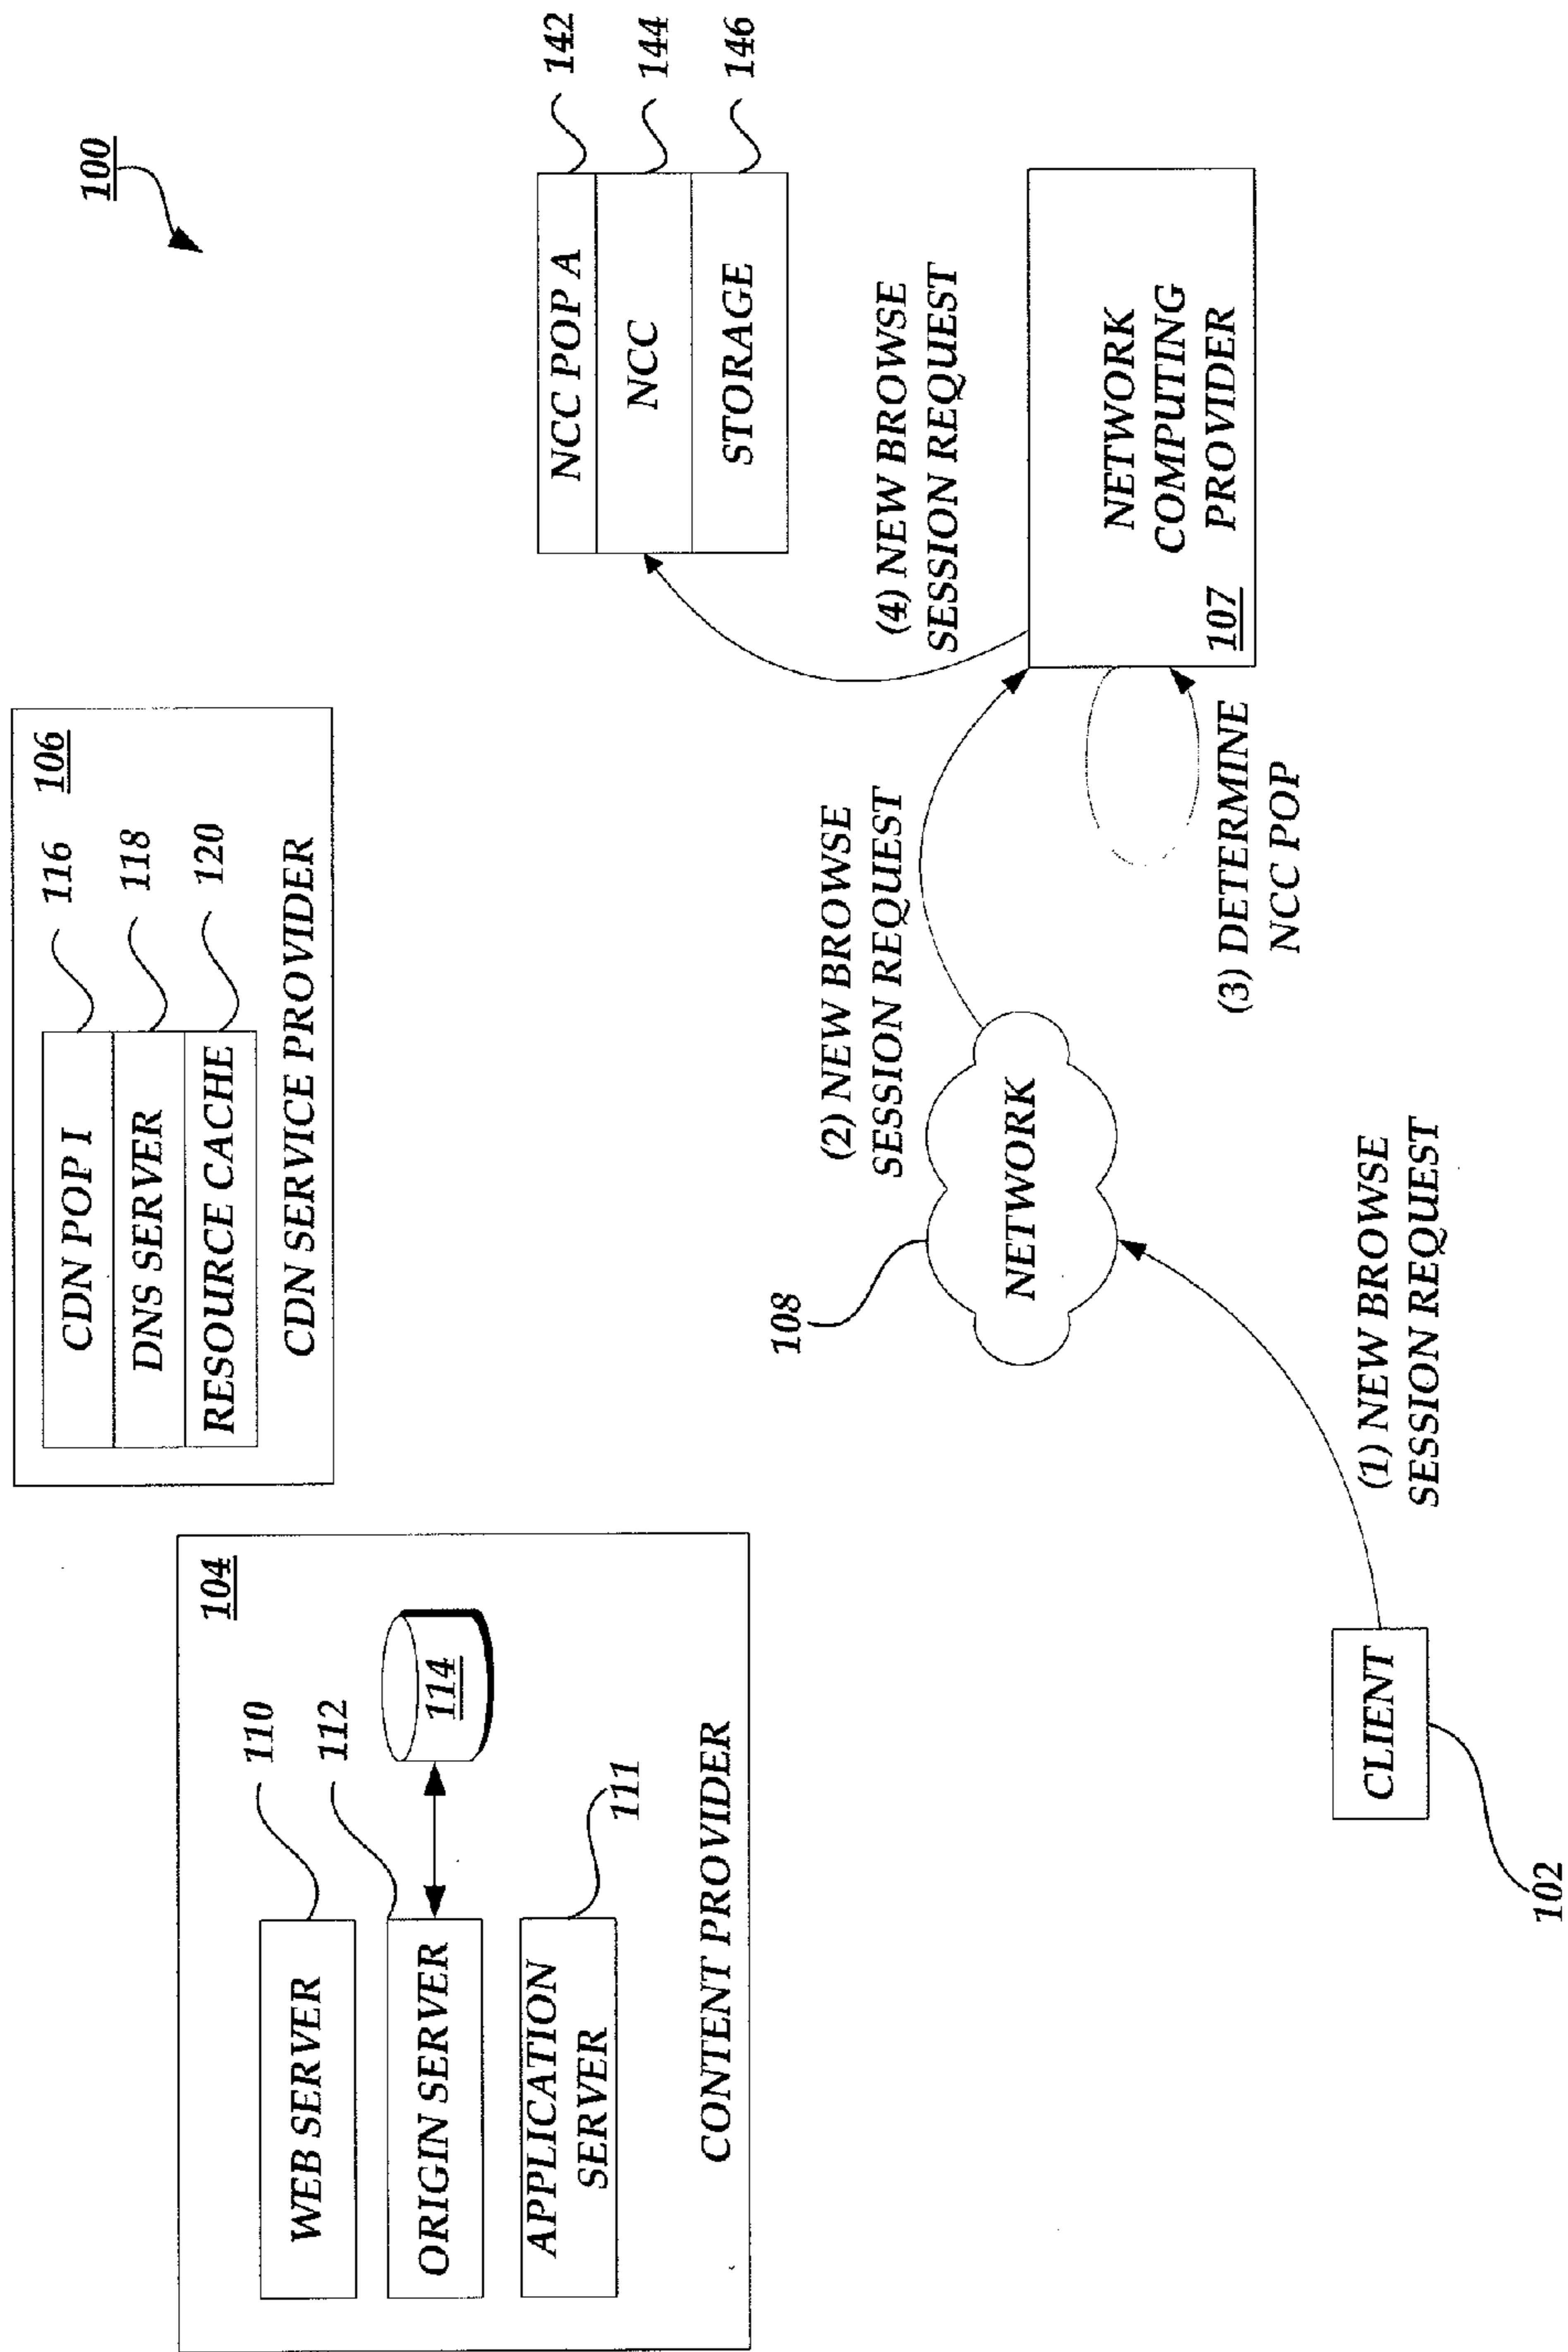 100
104
110
112
114
111
WEB SERVER
ORIGIN SERVER
APPLICATION
SERVER
CONTENT PROVIDER
106
116
118
120
CDN POP I
DNS SERVER
RESOURCE CACHE
CDN SERVICE PROVIDER
142
144
146
NCC POP A
NCC
STORAGE
(4) NEW BROWSE
SESSION REQUEST
NETWORK
COMPUTING
PROVIDER
107
(2) NEW BROWSE
SESSION REQUEST
(3) DETERMINE
NCC POP
108
NETWORK
(1) NEW BROWSE
SESSION REQUEST
CLIENT
102